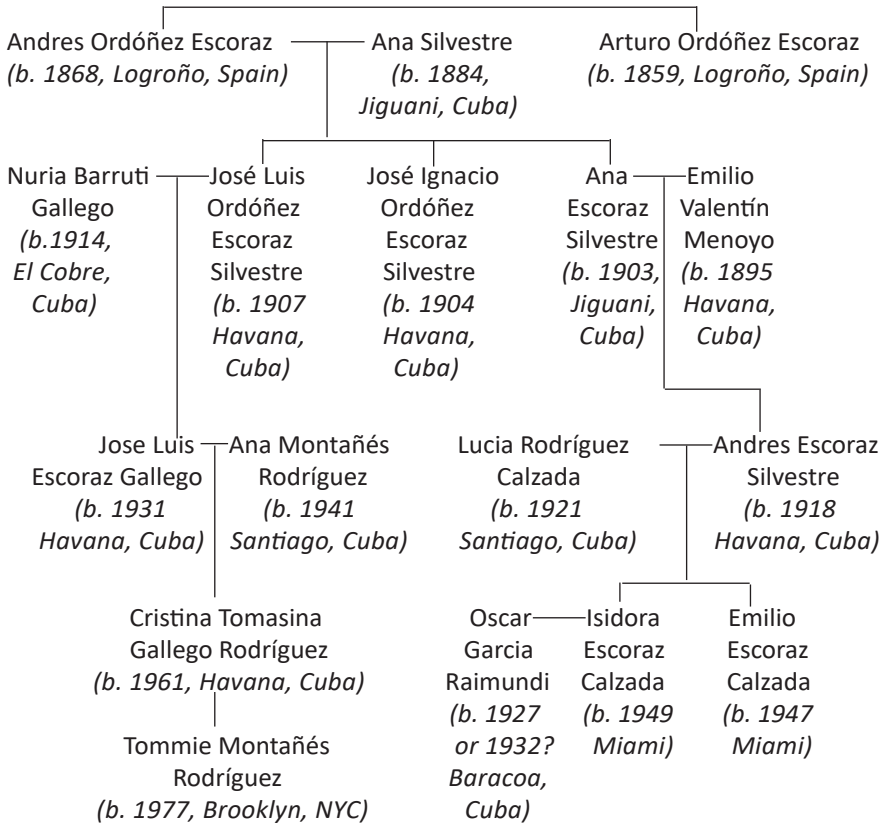 Andres Ordóñez Escoraz
(b. 1868, Logroño, Spain)
Ana Silvestre
(b. 1884,
Jiguani, Cuba)
Arturo Ordóñez Escoraz
(b. 1859, Logroño, Spain)
Nuria Barruti
Gallego
(b.1914,
El Cobre,
Cuba)
José Luis
Ordóñez
Escoraz
Silvestre
(b. 1907
Havana,
Cuba)
José Ignacio
Ordóñez
Escoraz
Silvestre
(b. 1904
Havana,
Cuba)
Ana
Escoraz
Silvestre
(b. 1903,
Jiguani,
Cuba)
Emilio
Valentín
Menoyo
(b. 1895
Havana,
Cuba)
Jose Luis
Escoraz Gallego
(b. 1931
Havana, Cuba)
Ana Montañés
Rodríguez
(b. 1941
Santiago, Cuba)
Lucia Rodríguez
Calzada
(b. 1921
Santiago, Cuba)
Andres Escoraz
Silvestre
(b. 1918
Havana, Cuba)
Cristina Tomasina
Gallego Rodríguez
(b. 1961, Havana, Cuba)
Oscar
Garcia
Raimundi
(b. 1927
or 1932?
Baracoa,
Cuba)
Isidora
Escoraz
Calzada
(b. 1949
Miami)
Emilio
Escoraz
Calzada
(b. 1947
Miami)
Tommie Montañés
Rodríguez
(b. 1977, Brooklyn, NYC)